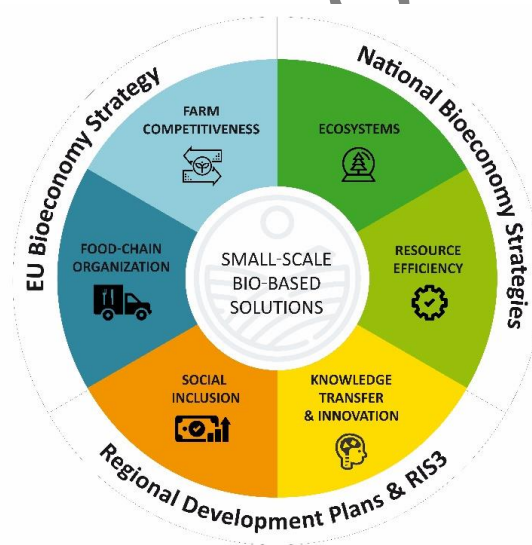 EU Bioeconomy Strategy
National Bioeconomy Strategies
FARM
COMPETITIVENESS
ECOSYSTEMS
FOOD-CHAIN
ORGANIZATION
SMALL-SCALE
BIO-BASED
SOLUTIONS
RESOURCE
EFFICIENCY
SOCIAL
INCLUSION
KNOWLEDGE
TRANSFER
& INNOVATION
Regional Development Plans & RIS3